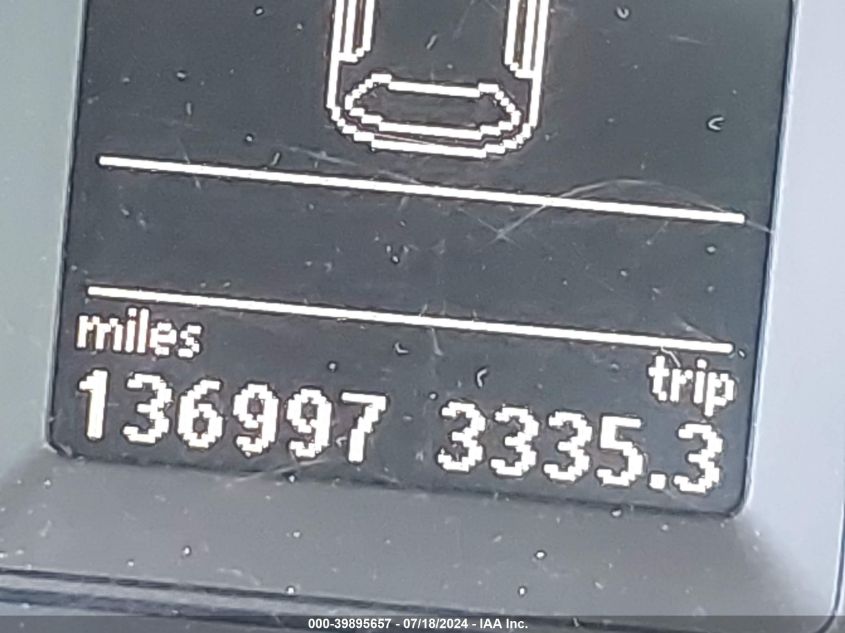 miles trip
136997 3335.3
000-39895657 - 07/18/2024 - IAA Inc.